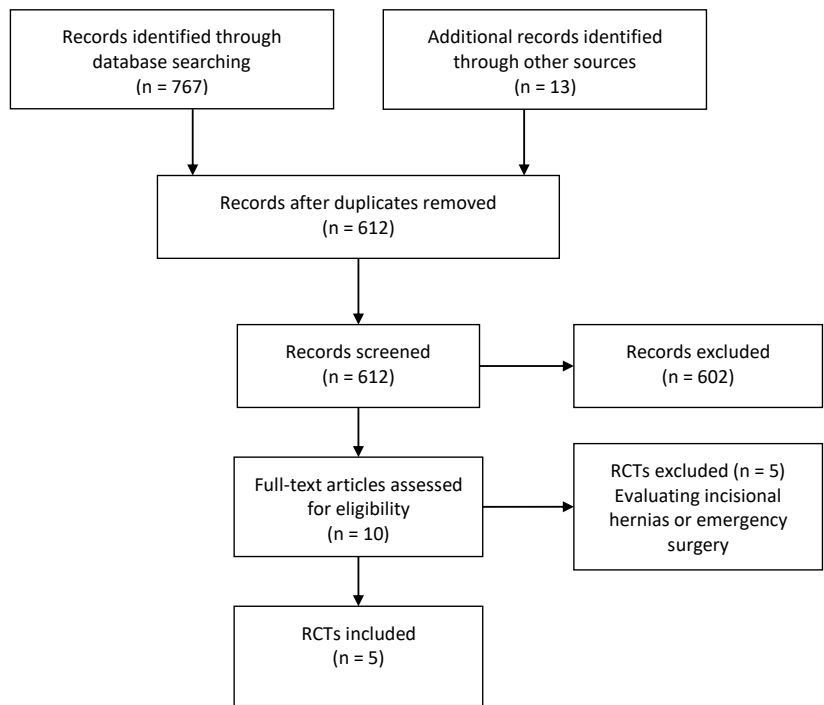 Records identified through
database searching
(n = 767)
Additional records identified
through other sources
(n = 13)
Records after duplicates removed
(n = 612)
Records screened
(n = 612)
Records excluded
(n = 602)
Full-text articles assessed
for eligibility
(n = 10)
RCTs excluded (n = 5)
Evaluating incisional
hernias or emergency
surgery
RCTs included
(n = 5)